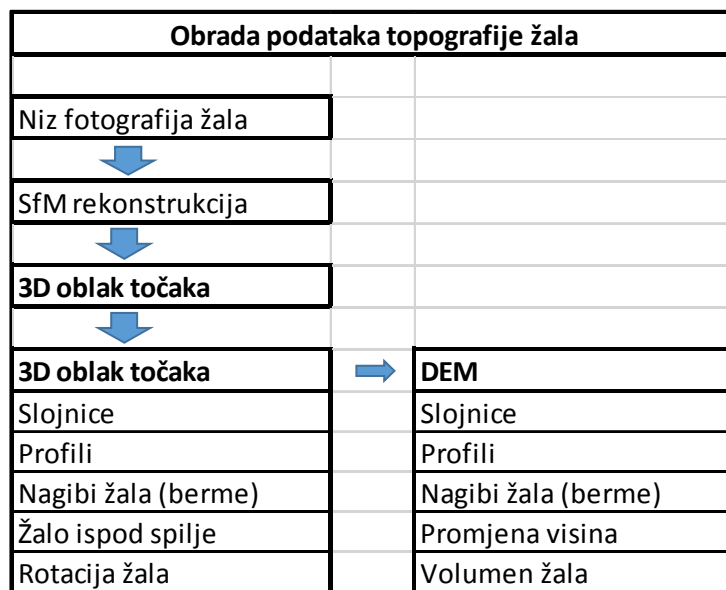 Obrada podataka topografije žala
Niz fotografija žala
SfM rekonstrukcija
3D oblak točaka
3D oblak točaka
DEM
Slojnice
Slojnice
Profili
Profili
Nagibi žala (berme)
Nagibi žala (berme)
Žalo ispod spilje
Promjena visina
Rotacija žala
Volumen žala